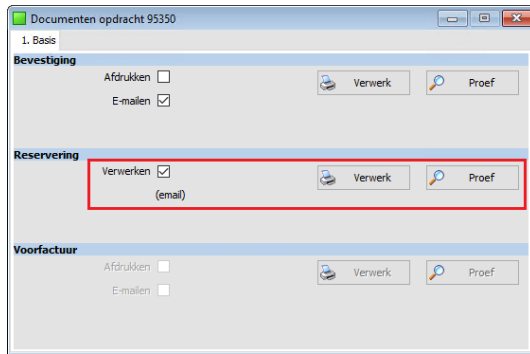 Documenten opdracht 95350
1. Basis
Bevestiging
Afdrukken Verwerk Proef
E-mailen
Reservering
Verwerken Verwerk Proef
(email)
Voorfactuur
Afdrukken Verwerk Proef
E-mailen